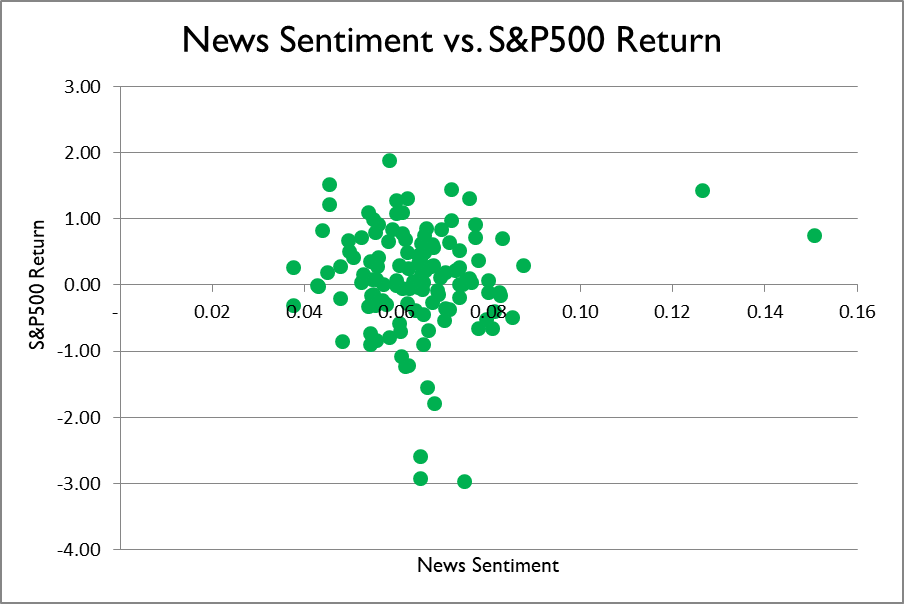 News Sentiment vs. S&P500 Return
3.00
2.00
1.00
0.00
-1.00
-2.00
-3.00
-4.00
- 0.02 0.04 0.06 0.08 0.10 0.12 0.14 0.16
S&P500 Return
News Sentiment